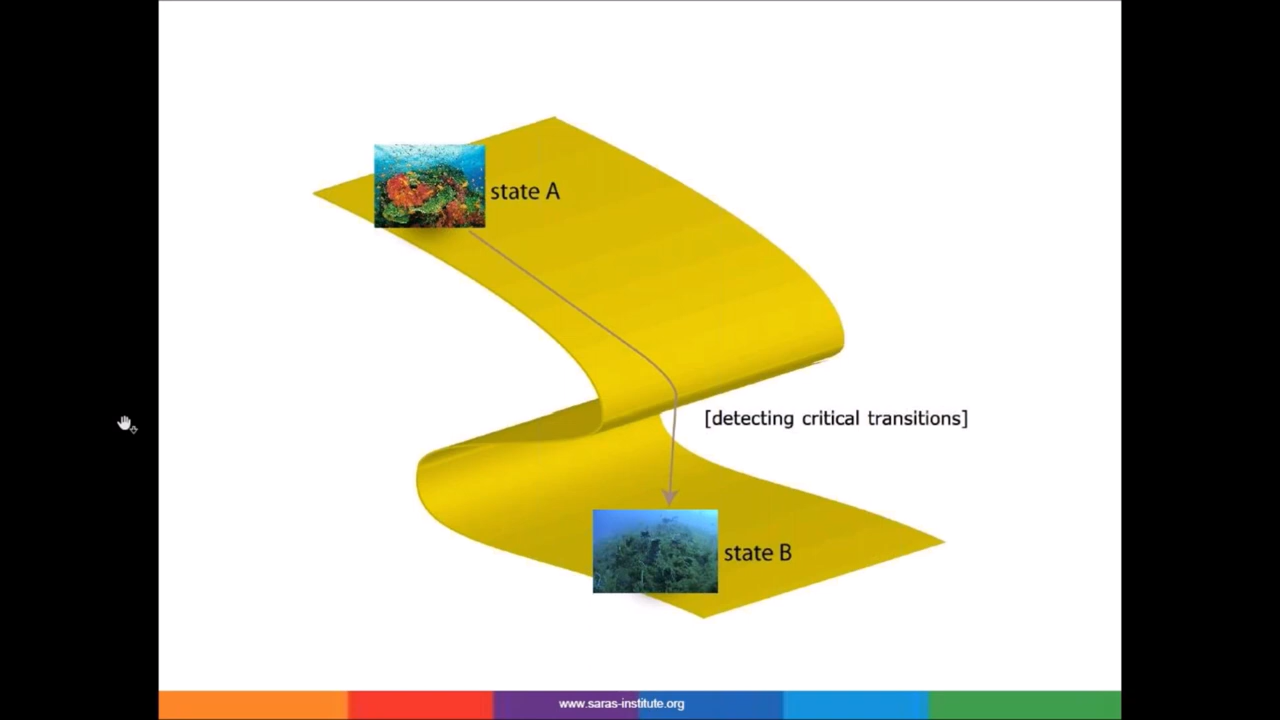 state A
[detecting critical transitions]
state B
www.saras-institute.org